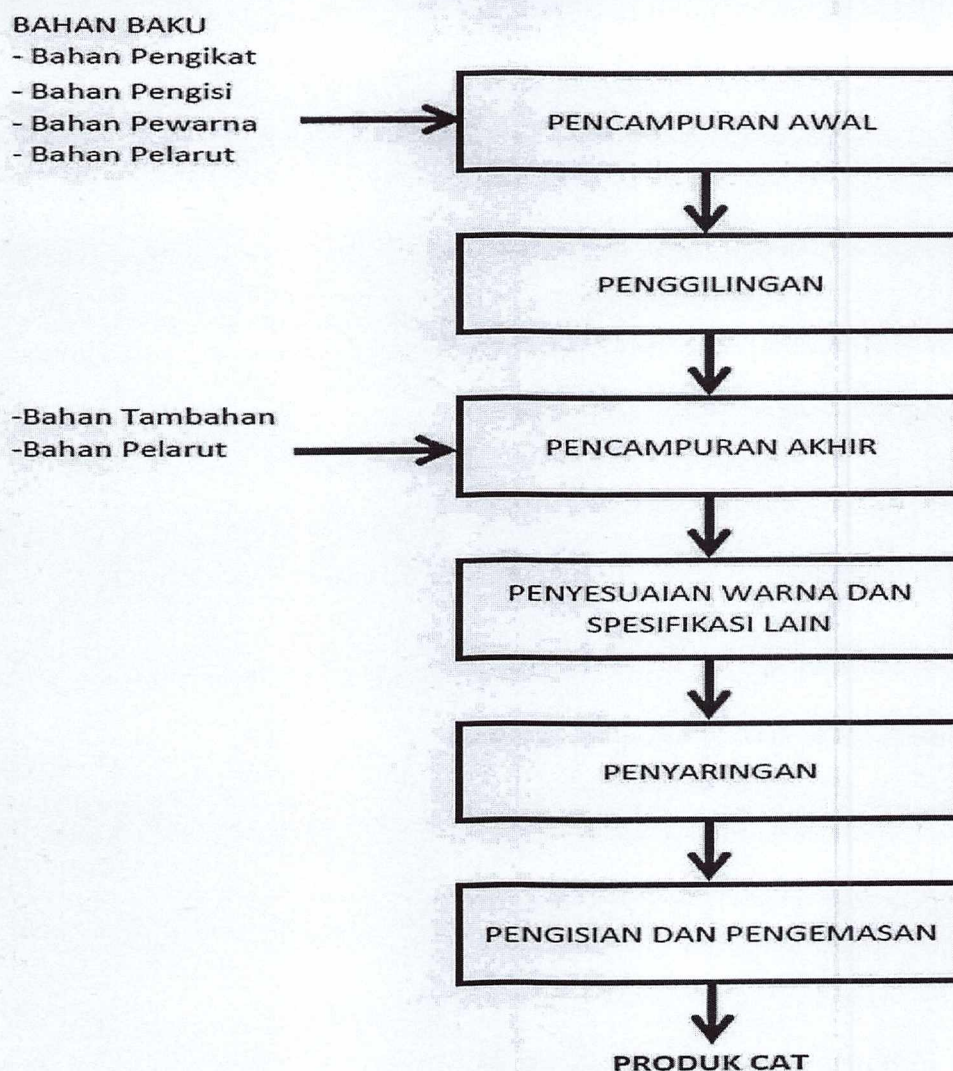 BAHAN BAKU
- Bahan Pengikat
- Bahan Pengisi
- Bahan Pewarna
- Bahan Pelarut
PENCAMPURAN AWAL
PENGGILINGAN
-Bahan Tambahan
-Bahan Pelarut
PENCAMPURAN AKHIR
PENYESUAIAN WARNA DAN
SPESIFIKASI LAIN
PENYARINGAN
PENGISIAN DAN PENGEMASAN
PRODUK CAT